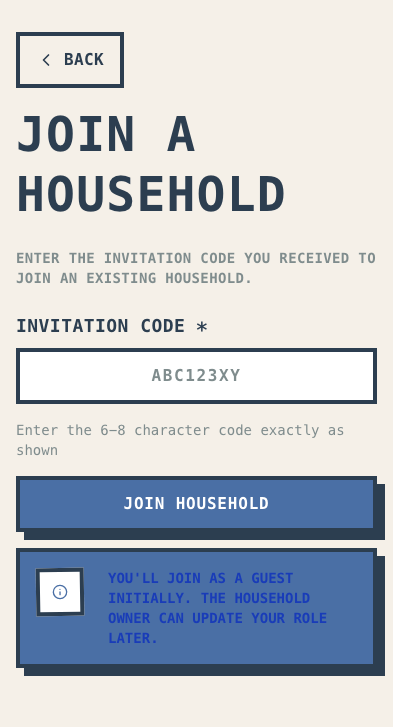 BACK
JOIN A
HOUSEHOLD
ENTER THE INVITATION CODE YOU RECEIVED TO
JOIN AN EXISTING HOUSEHOLD.
INVITATION CODE *
ABC123XY
Enter the 6–8 character code exactly as
shown
JOIN HOUSEHOLD
YOU'LL JOIN AS A GUEST
INITIALLY. THE HOUSEHOLD
OWNER CAN UPDATE YOUR ROLE
LATER.